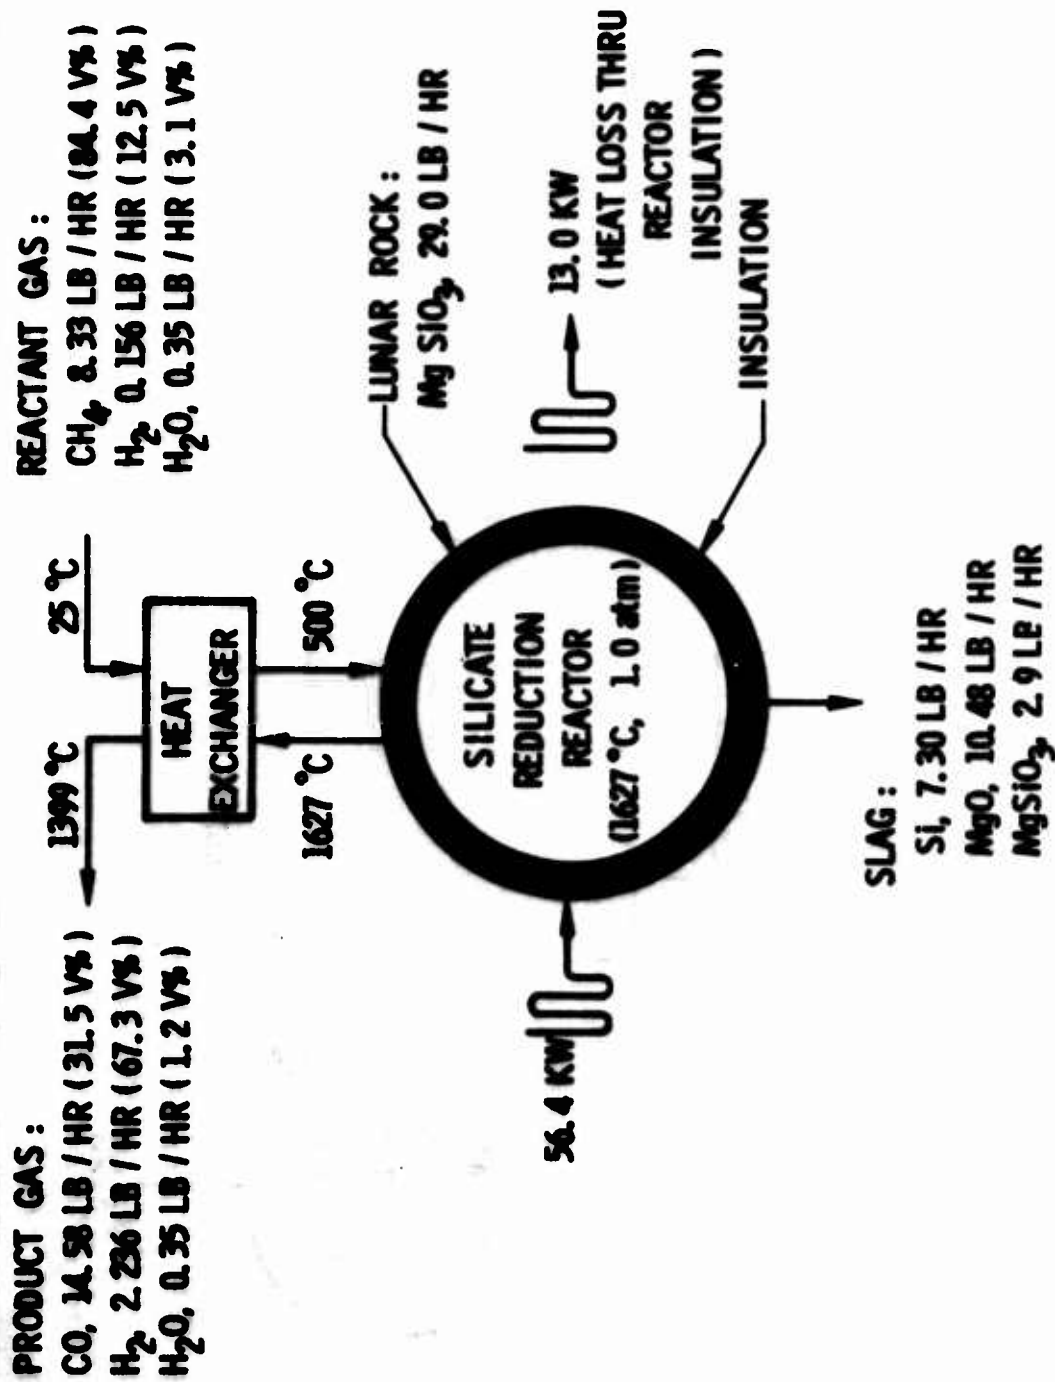 PRODUCT GAS:
CO, 14.58 LB / HR (31.5 V%)
H2, 2.236 LB / HR (67.3 V%)
H2O, 0.35 LB / HR (1.2 V%)
REACTANT GAS:
CH4, 8.33 LB / HR (84.4 V%)
H2, 0.156 LB / HR (12.5 V%)
H2O, 0.35 LB / HR (3.1 V%)
1399 °C
25 °C
HEAT
EXCHANGER
1627 °C
500 °C
LUNAR ROCK:
Mg SiO3, 29.0 LB / HR
SILICATE
REDUCTION
REACTOR
(1627 °C, 1.0 atm)
56.4 KW
13.0 KW
(HEAT LOSS THRU
REACTOR
INSULATION)
INSULATION
SLAG:
Si, 7.30 LB / HR
MgO, 10.48 LB / HR
MgSiO3, 2.9 LB / HR